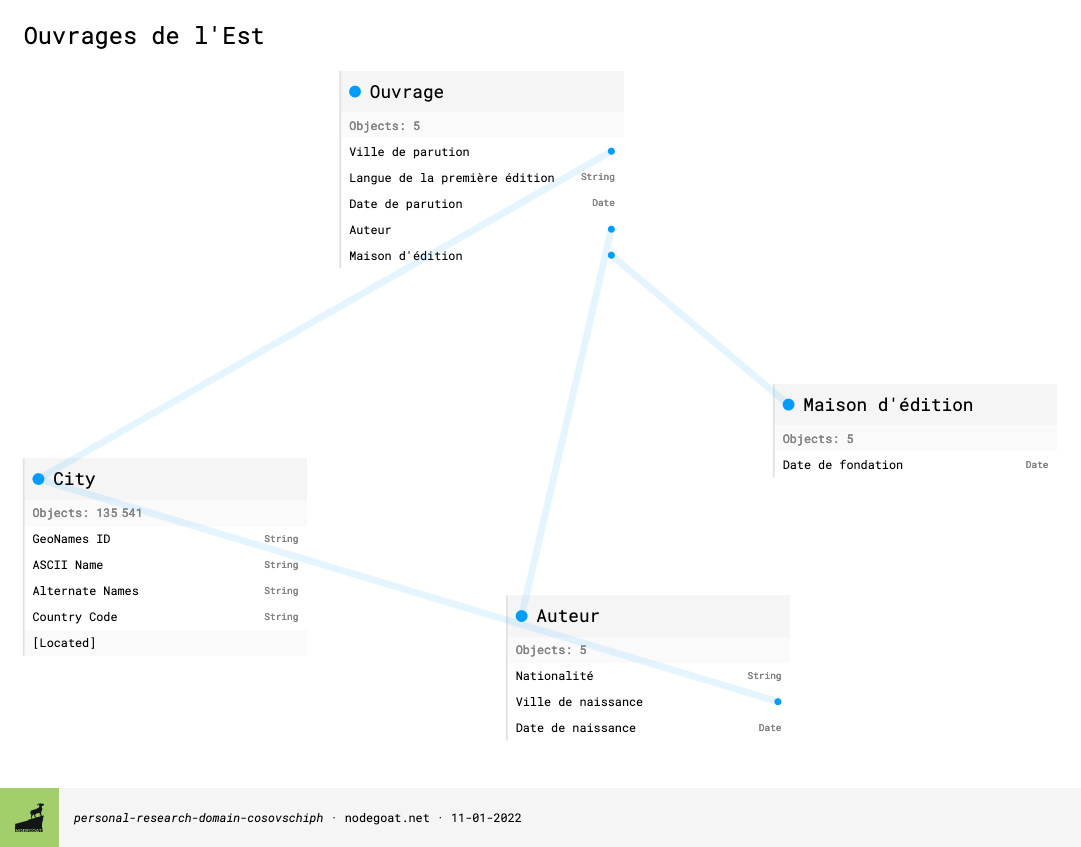 Ouvrages de l'Est
Ouvrage
Objects: 5
Ville de parution
Langue de la première édition String
Date de parution Date
Auteur
Maison d'édition
Maison d'édition
Objects: 5
Date de fondation Date
City
Objects: 135 541
GeoNames ID String
ASCII Name String
Alternate Names String
Country Code String
[Located]
Auteur
Objects: 5
Nationalité String
Ville de naissance
Date de naissance Date
NODEGOAT
personal-research-domain-cosovschiph · nodegoat.net · 11-01-2022